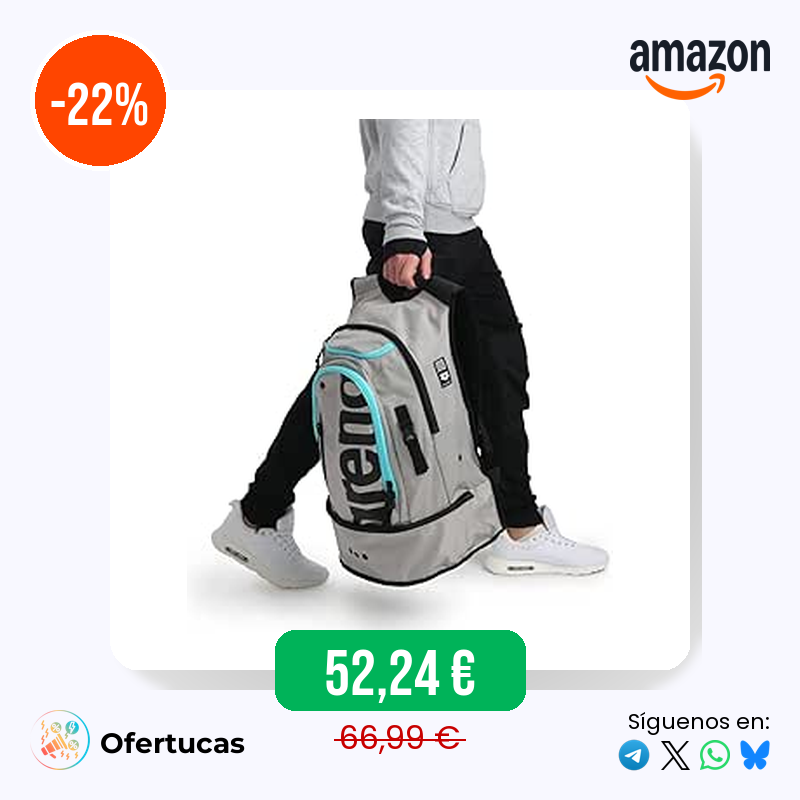 -22%
amazon
arena
52,24 €
66,99 €
Ofertucas
Síguenos en: